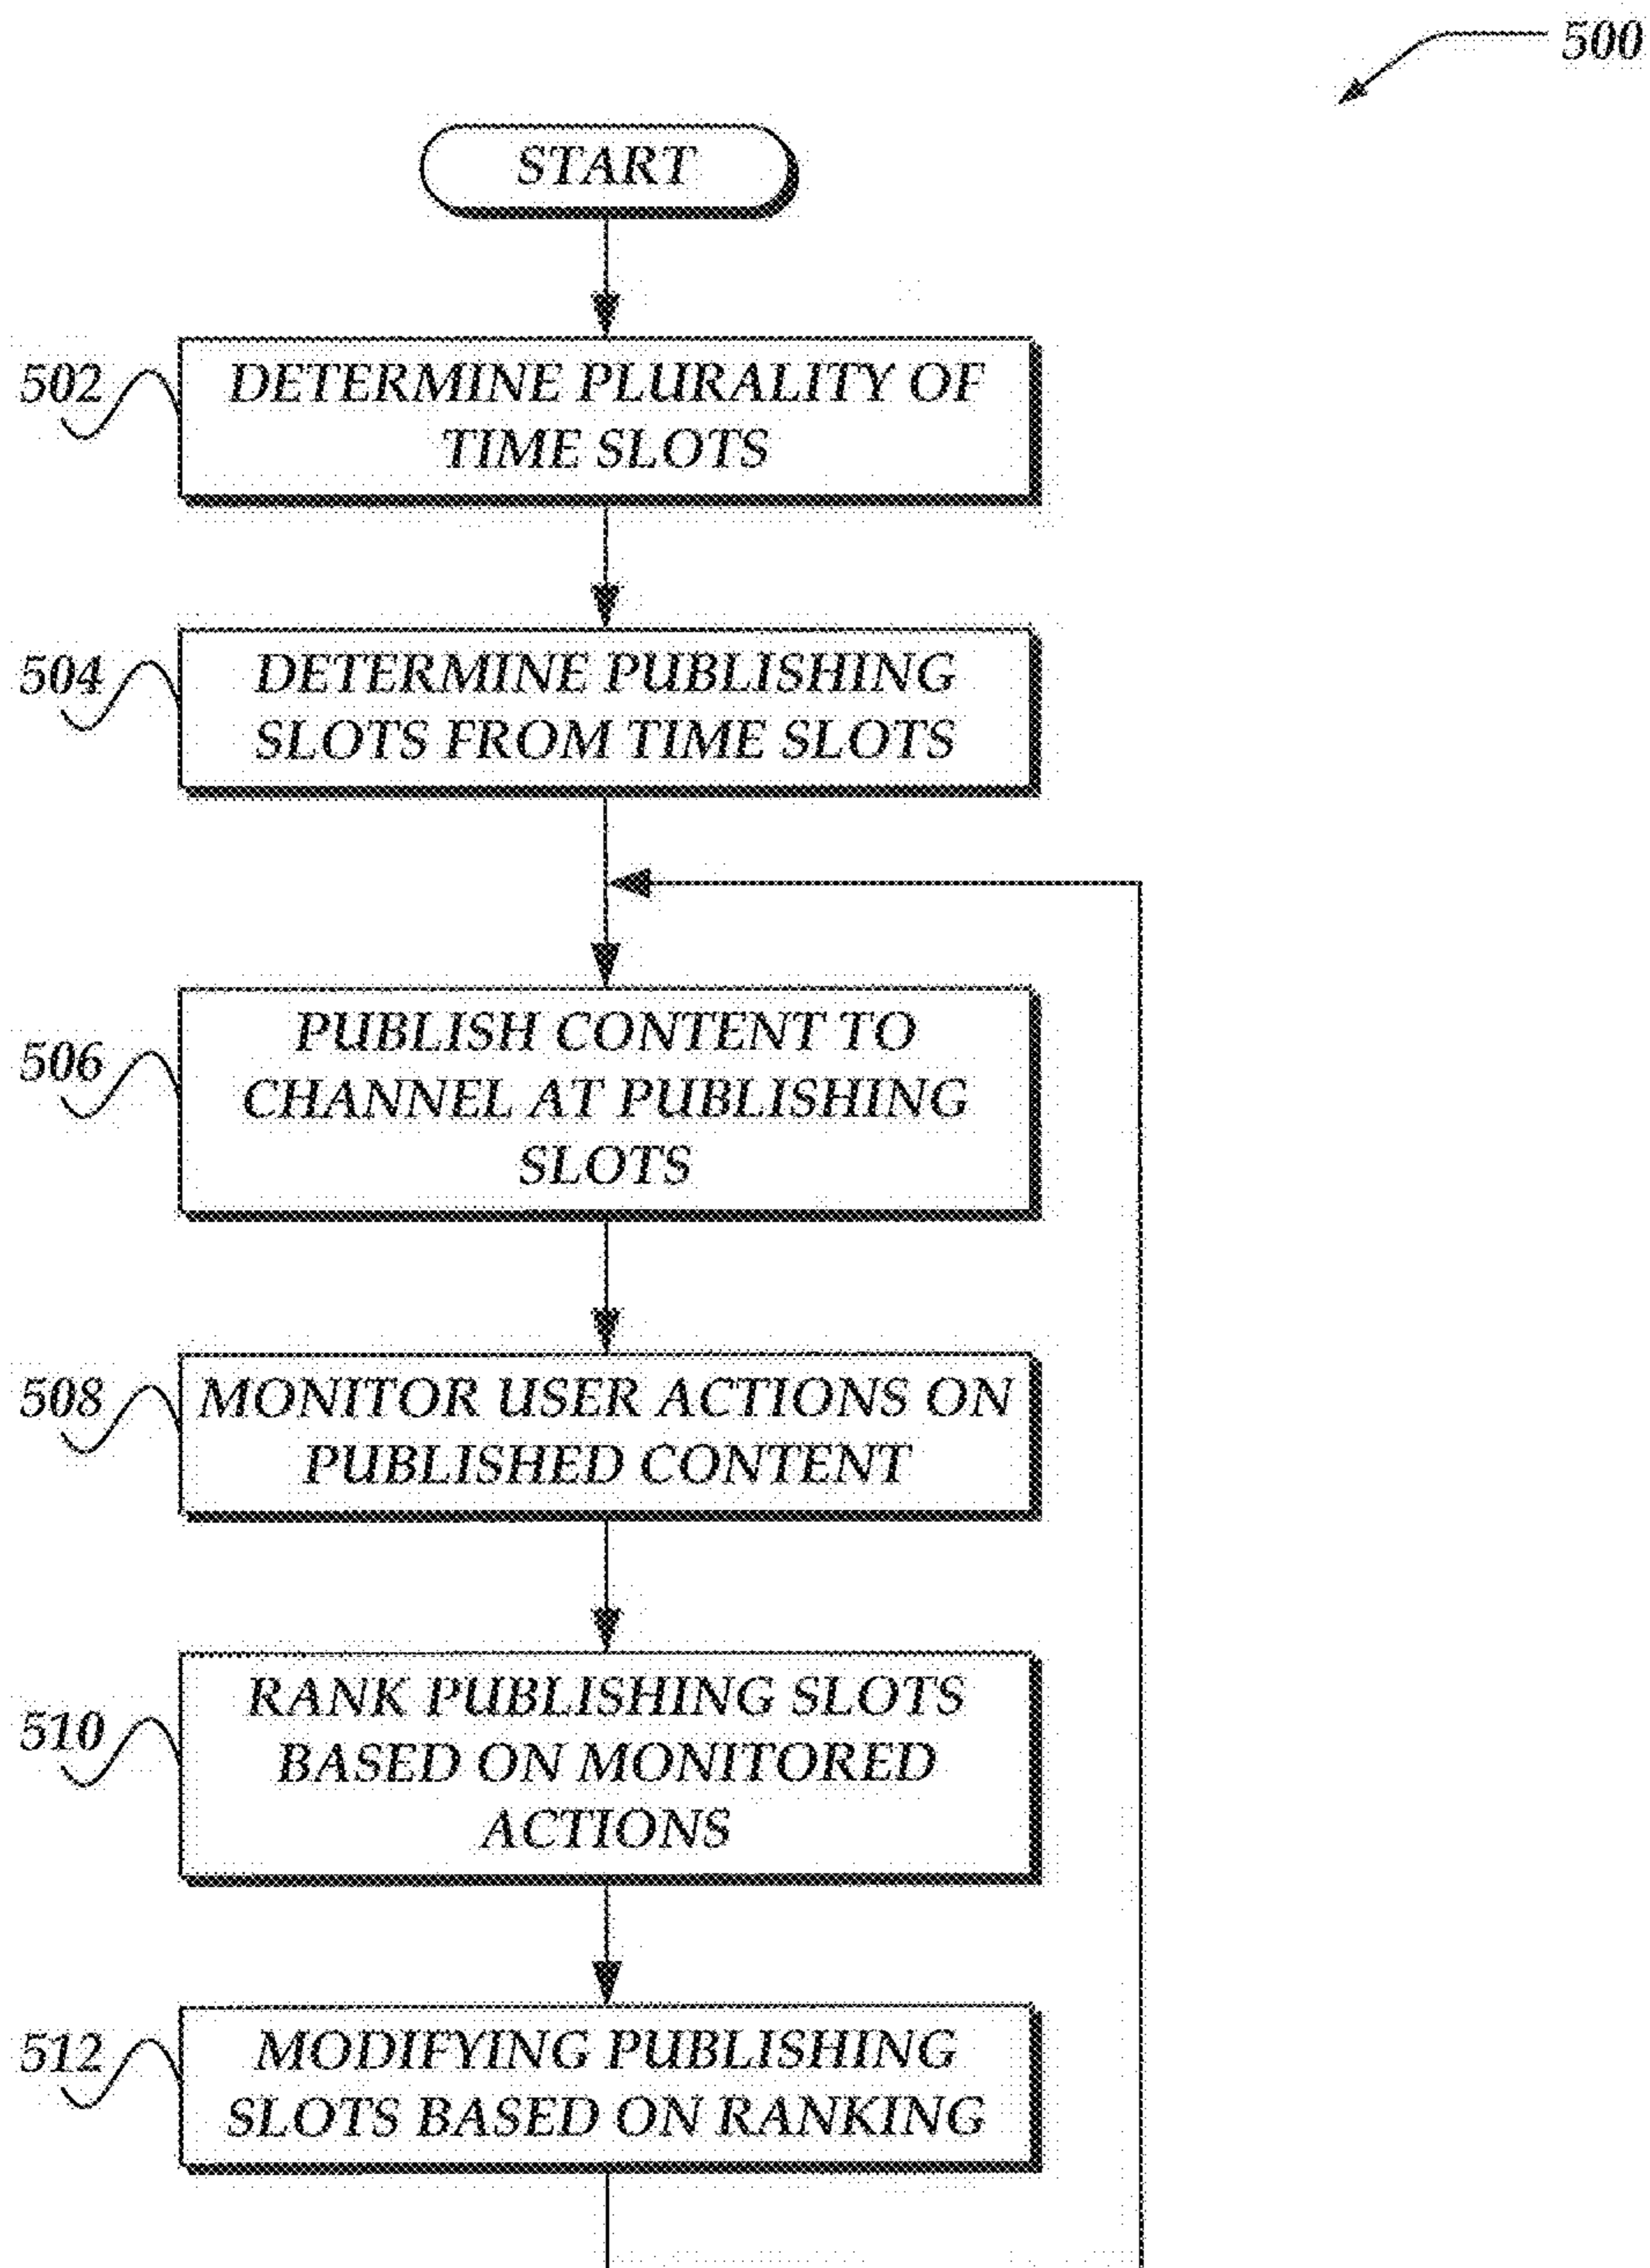 500
START
502
DETERMINE PLURALITY OF
TIME SLOTS
504
DETERMINE PUBLISHING
SLOTS FROM TIME SLOTS
506
PUBLISH CONTENT TO
CHANNEL AT PUBLISHING
SLOTS
508
MONITOR USER ACTIONS ON
PUBLISHED CONTENT
510
RANK PUBLISHING SLOTS
BASED ON MONITORED
ACTIONS
512
MODIFYING PUBLISHING
SLOTS BASED ON RANKING